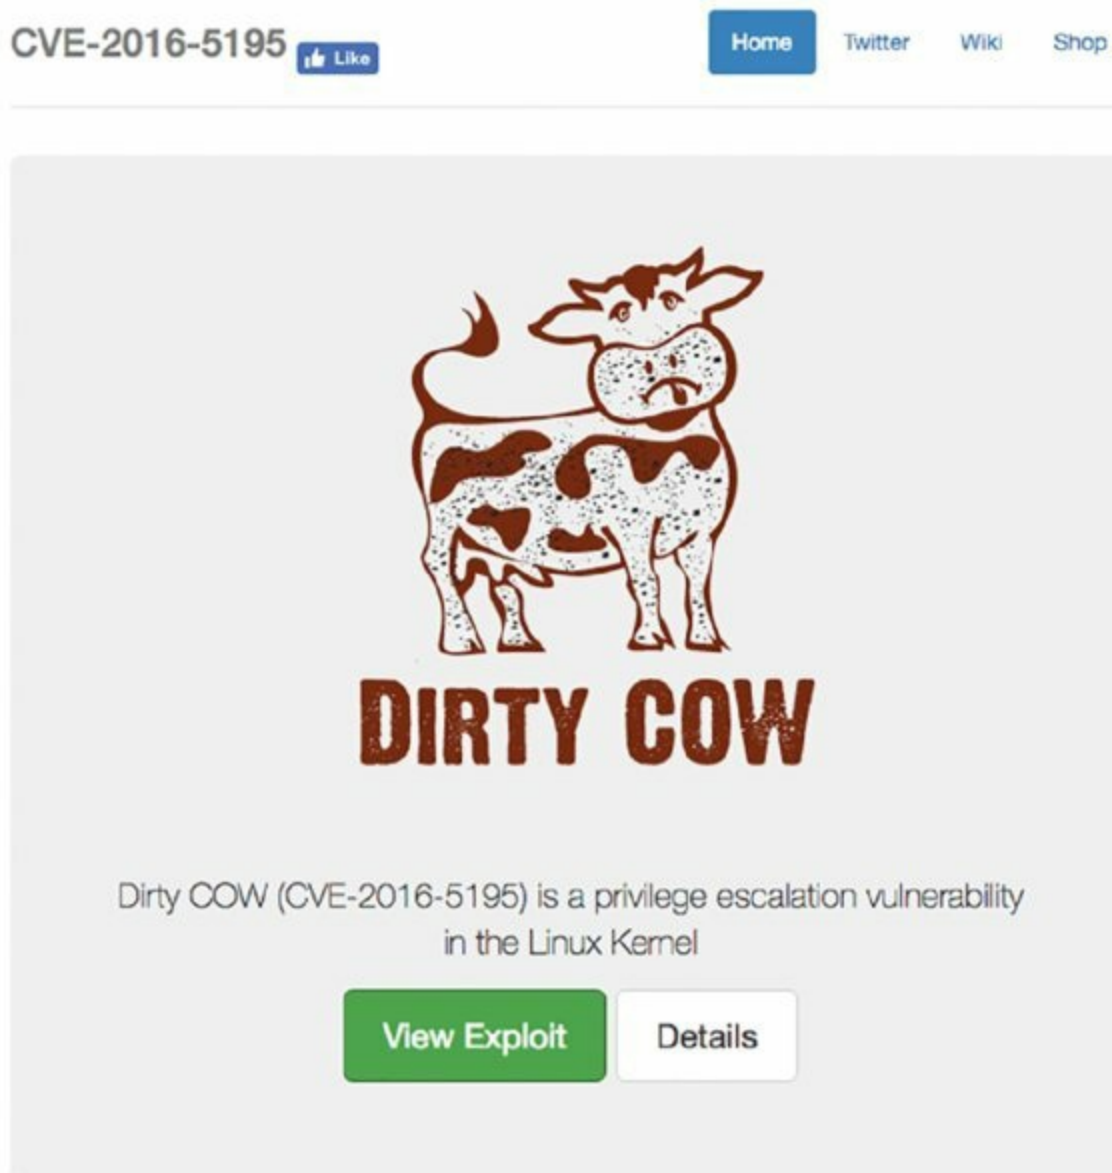 CVE-2016-5195
Like
Home
Twitter
Wiki
Shop
DIRTY COW
Dirty COW (CVE-2016-5195) is a privilege escalation vulnerability
in the Linux Kernel
View Exploit
Details